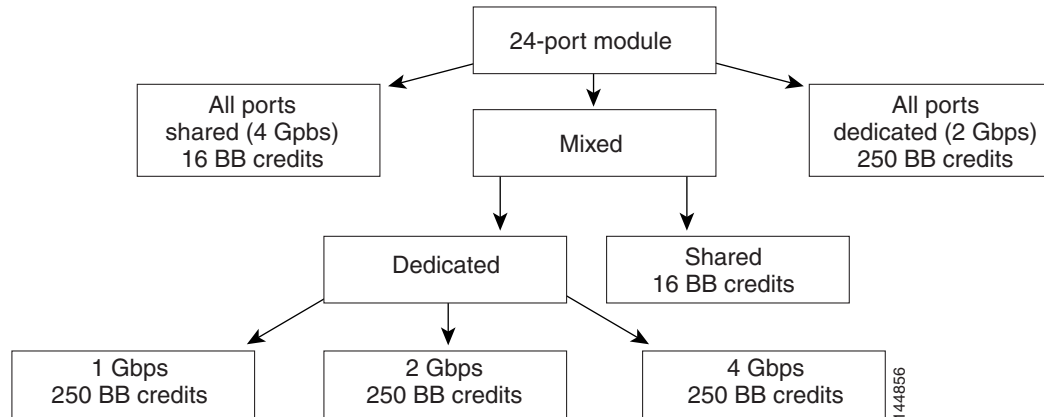 24-port module
All ports
shared (4 Gpbs)
16 BB credits
Mixed
All ports
dedicated (2 Gbps)
250 BB credits
Dedicated
Shared
16 BB credits
1 Gbps
250 BB credits
2 Gbps
250 BB credits
4 Gbps
250 BB credits
144856